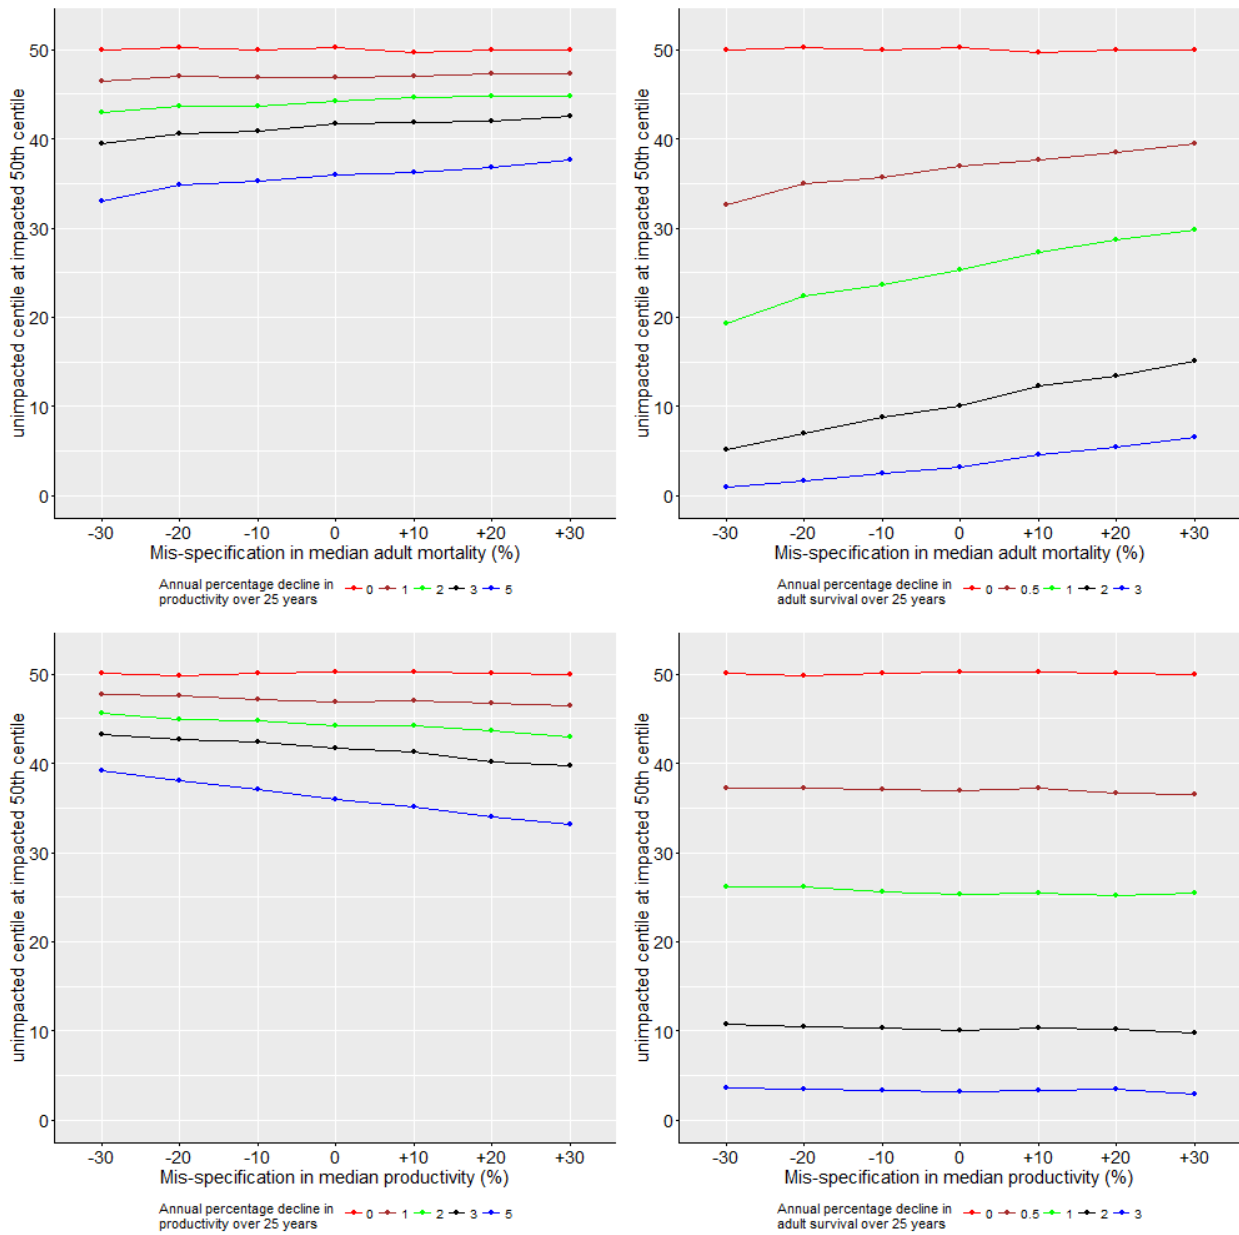 unimpacted centile at impacted 50th centile
50
40
30
20
10
0
-30 -20 -10 0 +10 +20 +30
Mis-specification in median adult mortality (%)
Annual percentage decline in
productivity over 25 years
0 1 2 3 5
unimpacted centile at impacted 50th centile
50
40
30
20
10
0
-30 -20 -10 0 +10 +20 +30
Mis-specification in median adult mortality (%)
Annual percentage decline in
adult survival over 25 years
0 0.5 1 2 3
unimpacted centile at impacted 50th centile
50
40
30
20
10
0
-30 -20 -10 0 +10 +20 +30
Mis-specification in median productivity (%)
Annual percentage decline in
productivity over 25 years
0 1 2 3 5
unimpacted centile at impacted 50th centile
50
40
30
20
10
0
-30 -20 -10 0 +10 +20 +30
Mis-specification in median productivity (%)
Annual percentage decline in
adult survival over 25 years
0 0.5 1 2 3